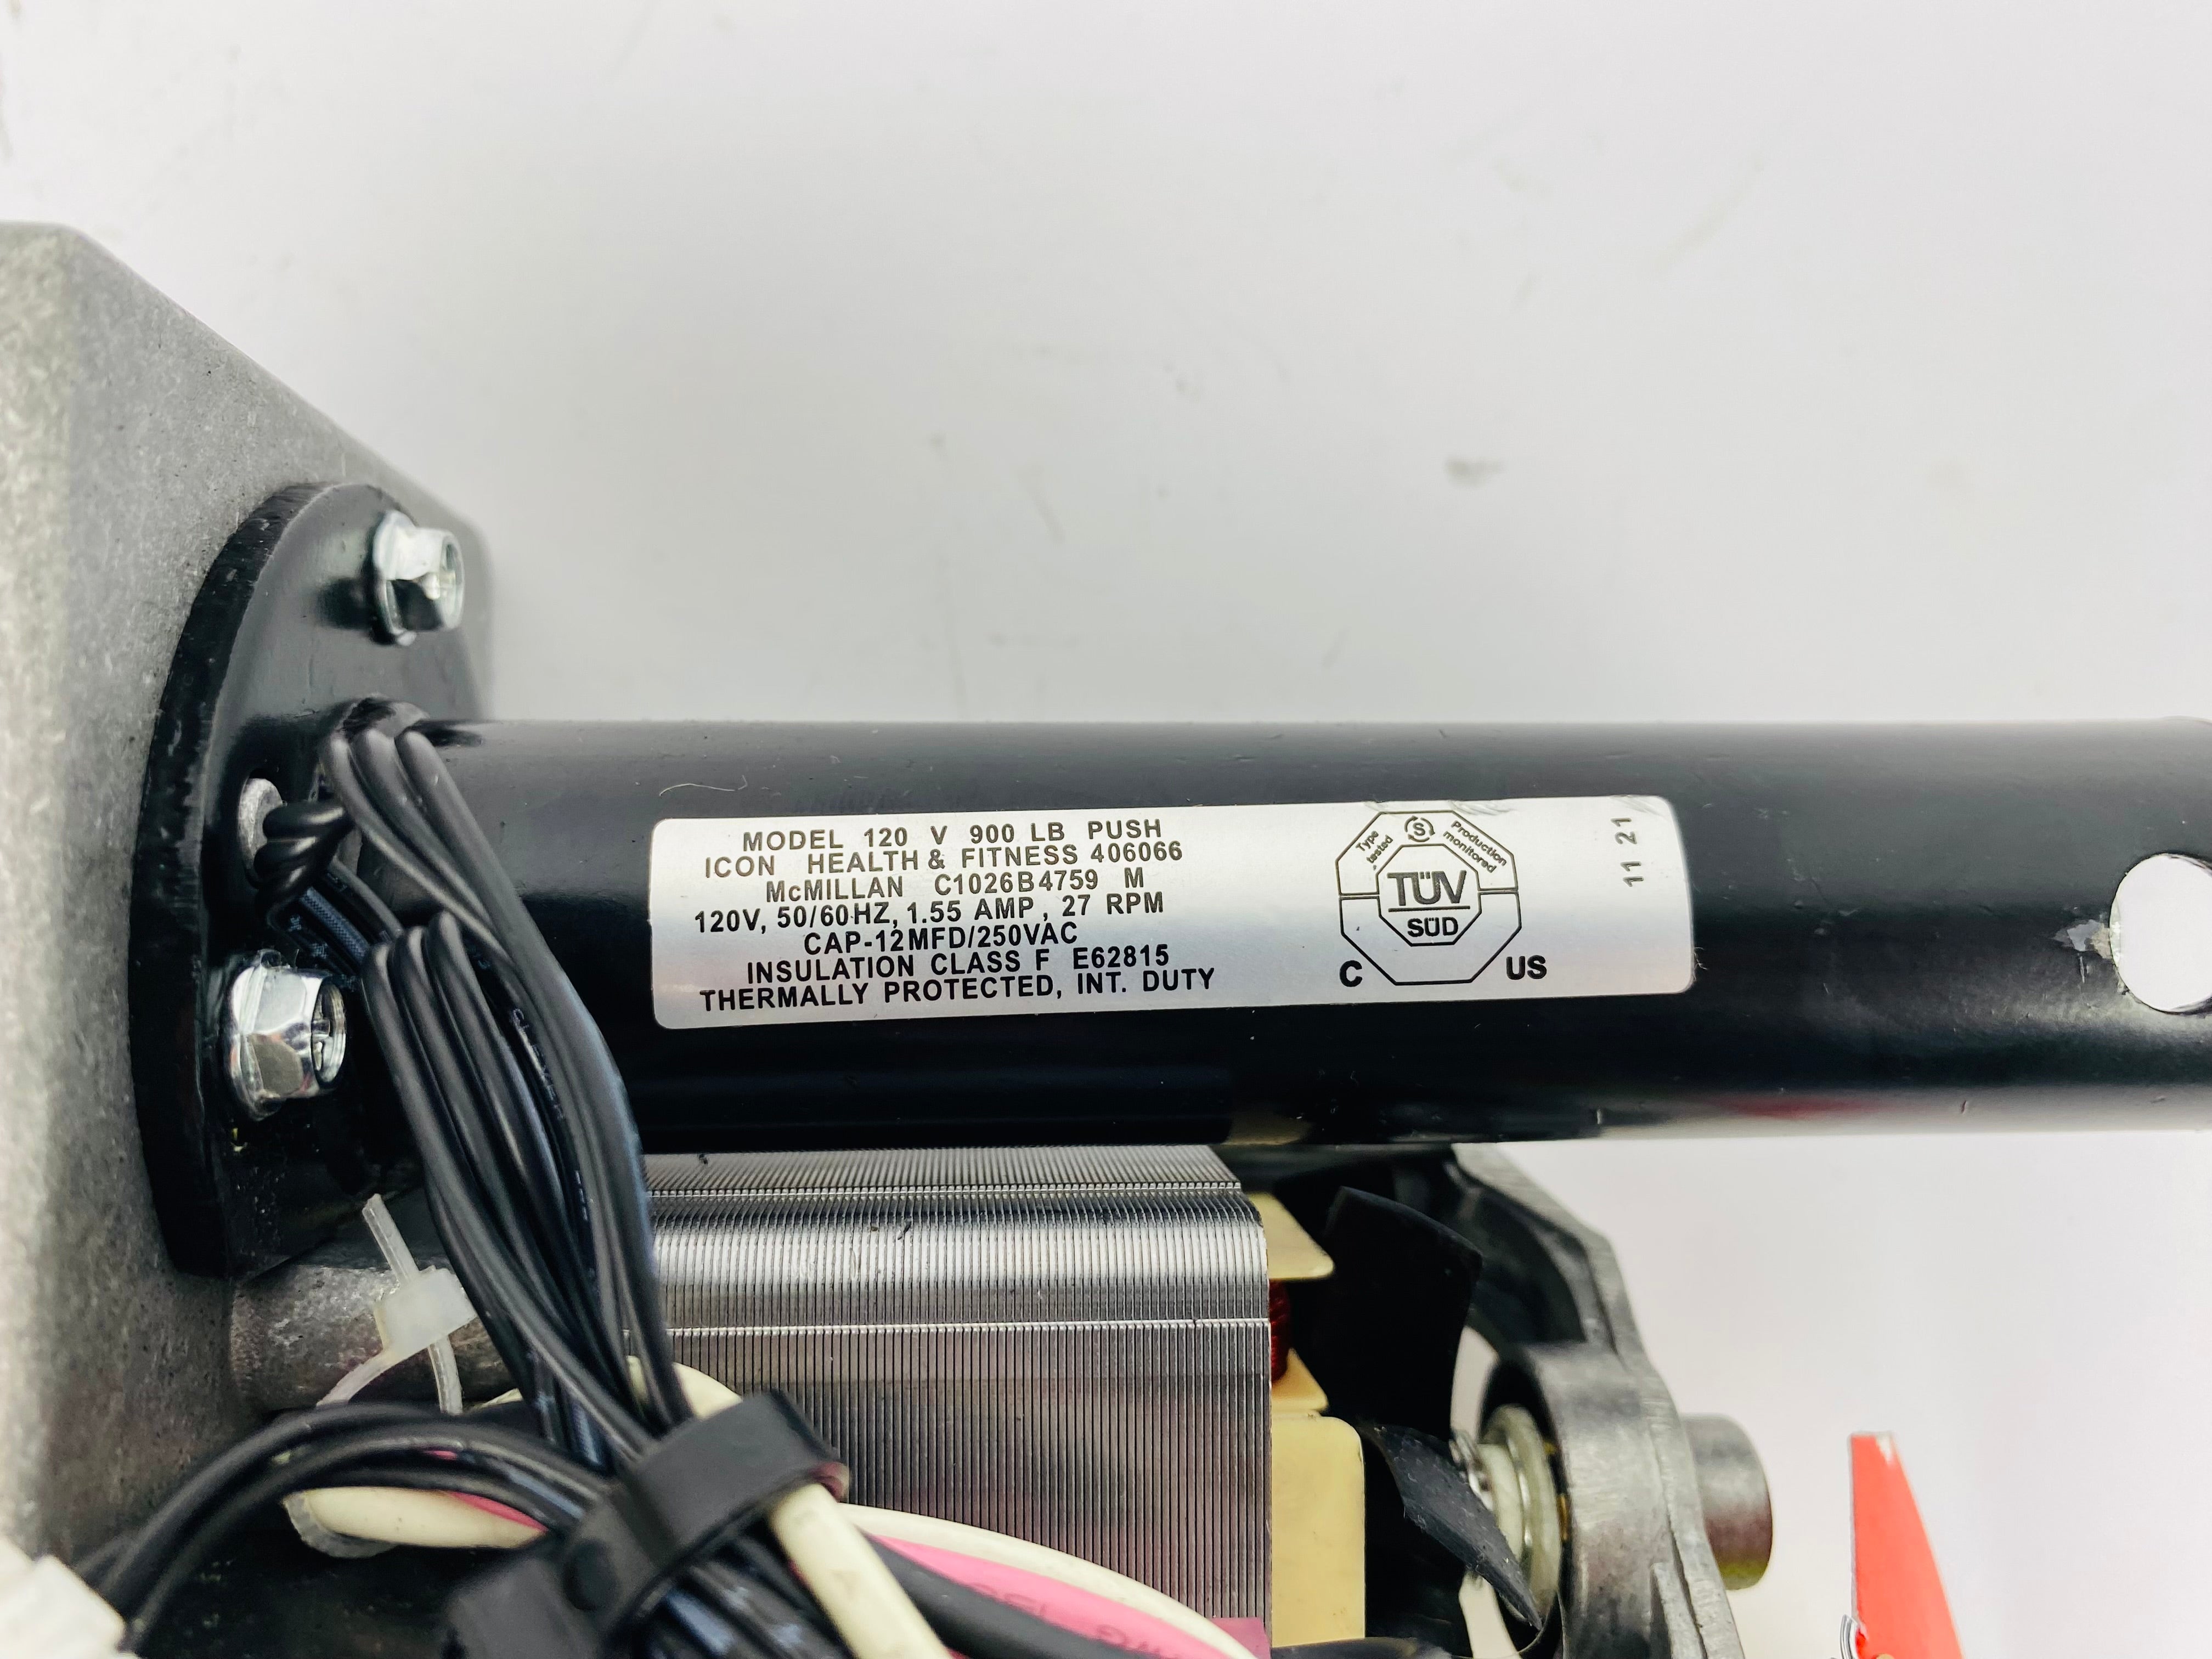 MODEL 120 V 900 LB PUSH
ICON HEALTH & FITNESS 406066
McMILLAN C1026B4759 M
120V, 50/60HZ, 1.55 AMP, 27 RPM
CAP-12MFD/250VAC
INSULATION CLASS F E62815
THERMALLY PROTECTED, INT. DUTY
Type tested
S
Production monitored
TÜV
SÜD
C US
11 21